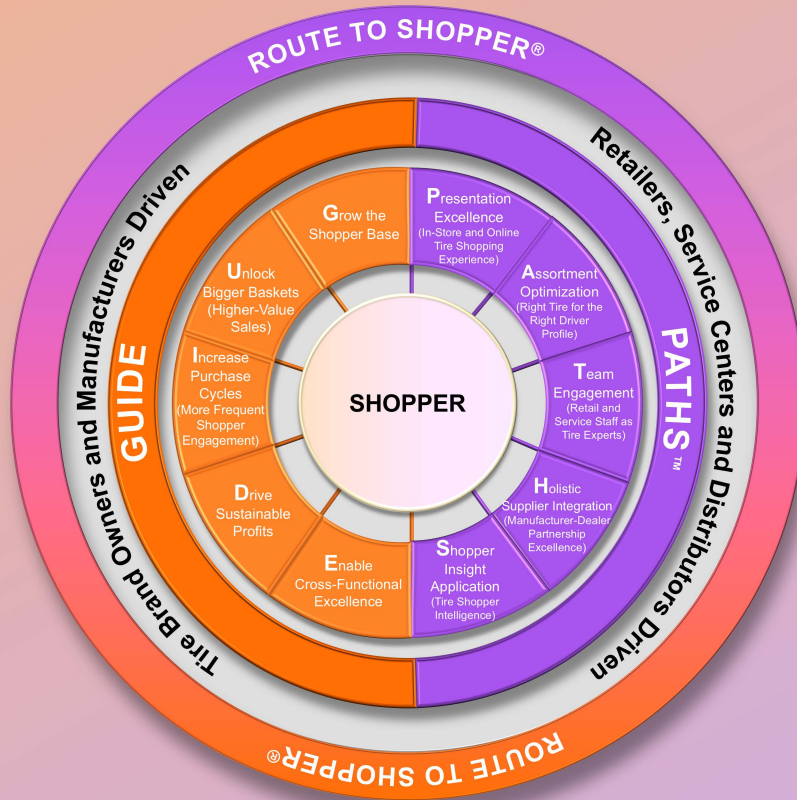 ROUTE TO SHOPPER®
Tire Brand Owners and Manufacturers Driven
Retailers, Service Centers and Distributors Driven
GUIDE
PATHS™
Grow the
Shopper Base
Unlock
Bigger Baskets
(Higher-Value
Sales)
Increase
Purchase
Cycles
(More Frequent
Shopper
Engagement)
Drive
Sustainable
Profits
Enable
Cross-Functional
Excellence
Presentation
Excellence
(In-Store and Online
Tire Shopping
Experience)
Assortment
Optimization
(Right Tire for the
Right Driver
Profile)
Team
Engagement
(Retail and
Service Staff as
Tire Experts)
Holistic
Supplier Integration
(Manufacturer-Dealer
Partnership
Excellence)
Shopper
Insight
Application
(Tire Shopper
Intelligence)
SHOPPER
ROUTE TO SHOPPER®